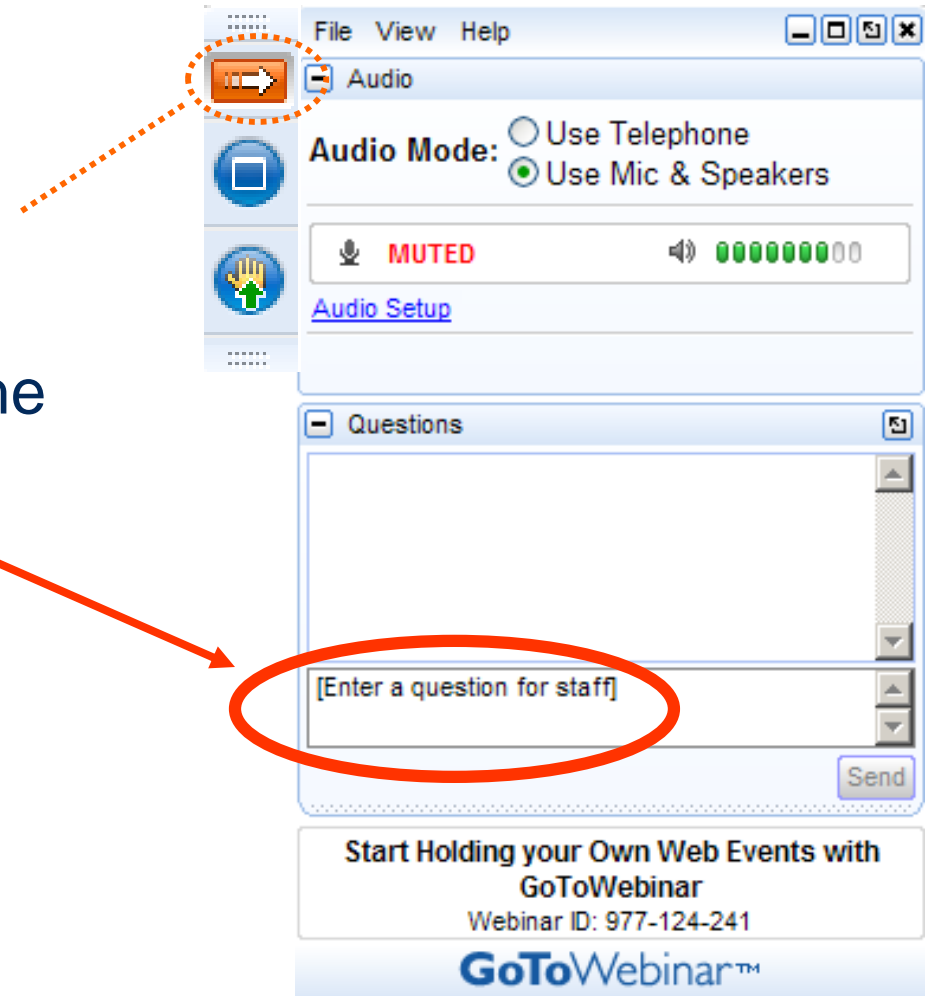 File View Help
Audio
Audio Mode: Use Telephone
Use Mic & Speakers
MUTED
Audio Setup
Questions
[Enter a question for staff]
Send
Start Holding your Own Web Events with
GoToWebinar
Webinar ID: 977-124-241
GoToWebinar™